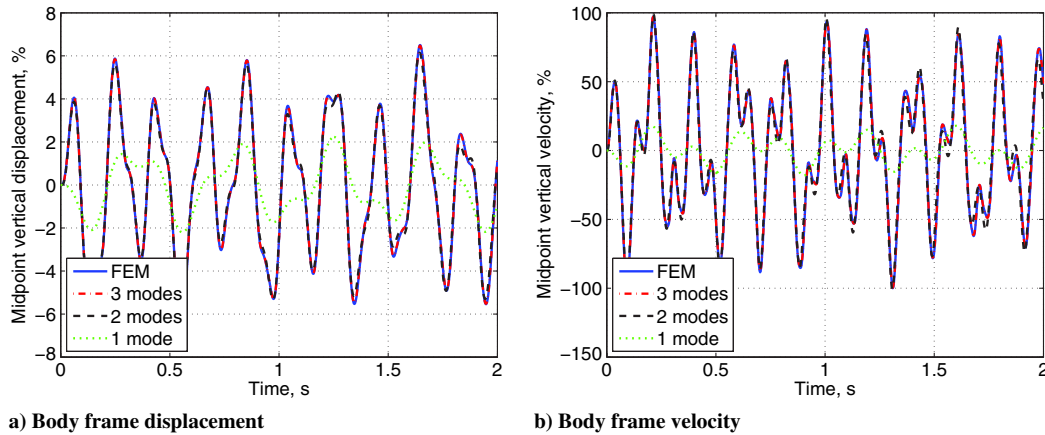 8
6
4
2
0
−2
−4
−6
−8
Midpoint vertical displacement, %
FEM
3 modes
2 modes
1 mode
0
0.5
1
1.5
2
Time, s
a) Body frame displacement
100
50
0
−50
−100
−150
Midpoint vertical velocity, %
FEM
3 modes
2 modes
1 mode
0
0.5
1
1.5
2
Time, s
b) Body frame velocity